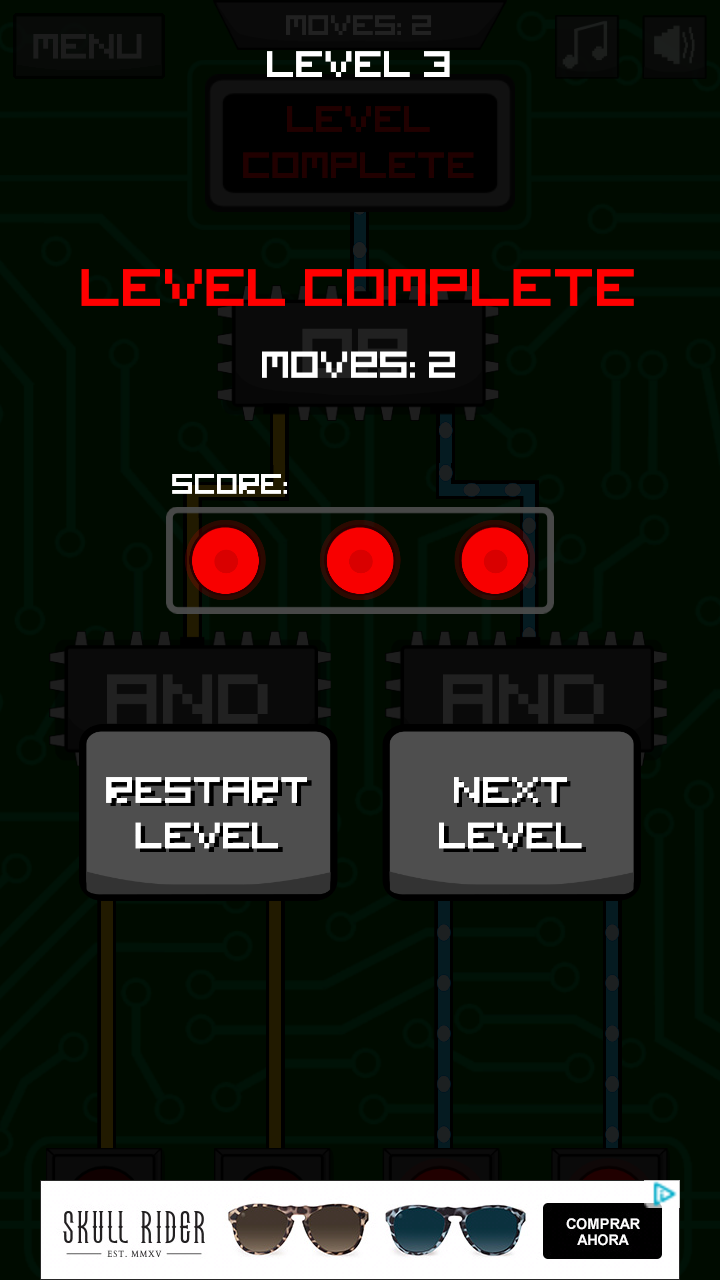 MENU
MOVES: 2
LEVEL 3
LEVEL
COMPLETE
LEVEL COMPLETE
OR
MOVES: 2
SCORE:
AND
AND
RESTART
LEVEL
NEXT
LEVEL
SKULL RIDER
EST. MMXV
COMPRAR
AHORA